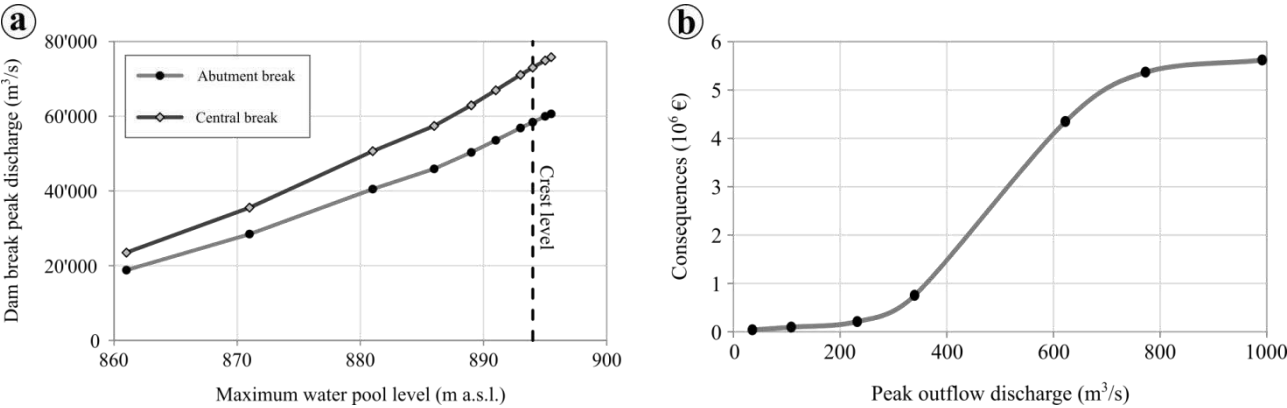 a
Dam break peak discharge (m³/s)
80'000
60'000
40'000
20'000
0
Abutment break
Central break
Crest level
860
870
880
890
900
Maximum water pool level (m a.s.l.)
b
Consequences (10⁶ €)
6
5
4
3
2
1
0
0
200
400
600
800
1000
Peak outflow discharge (m³/s)